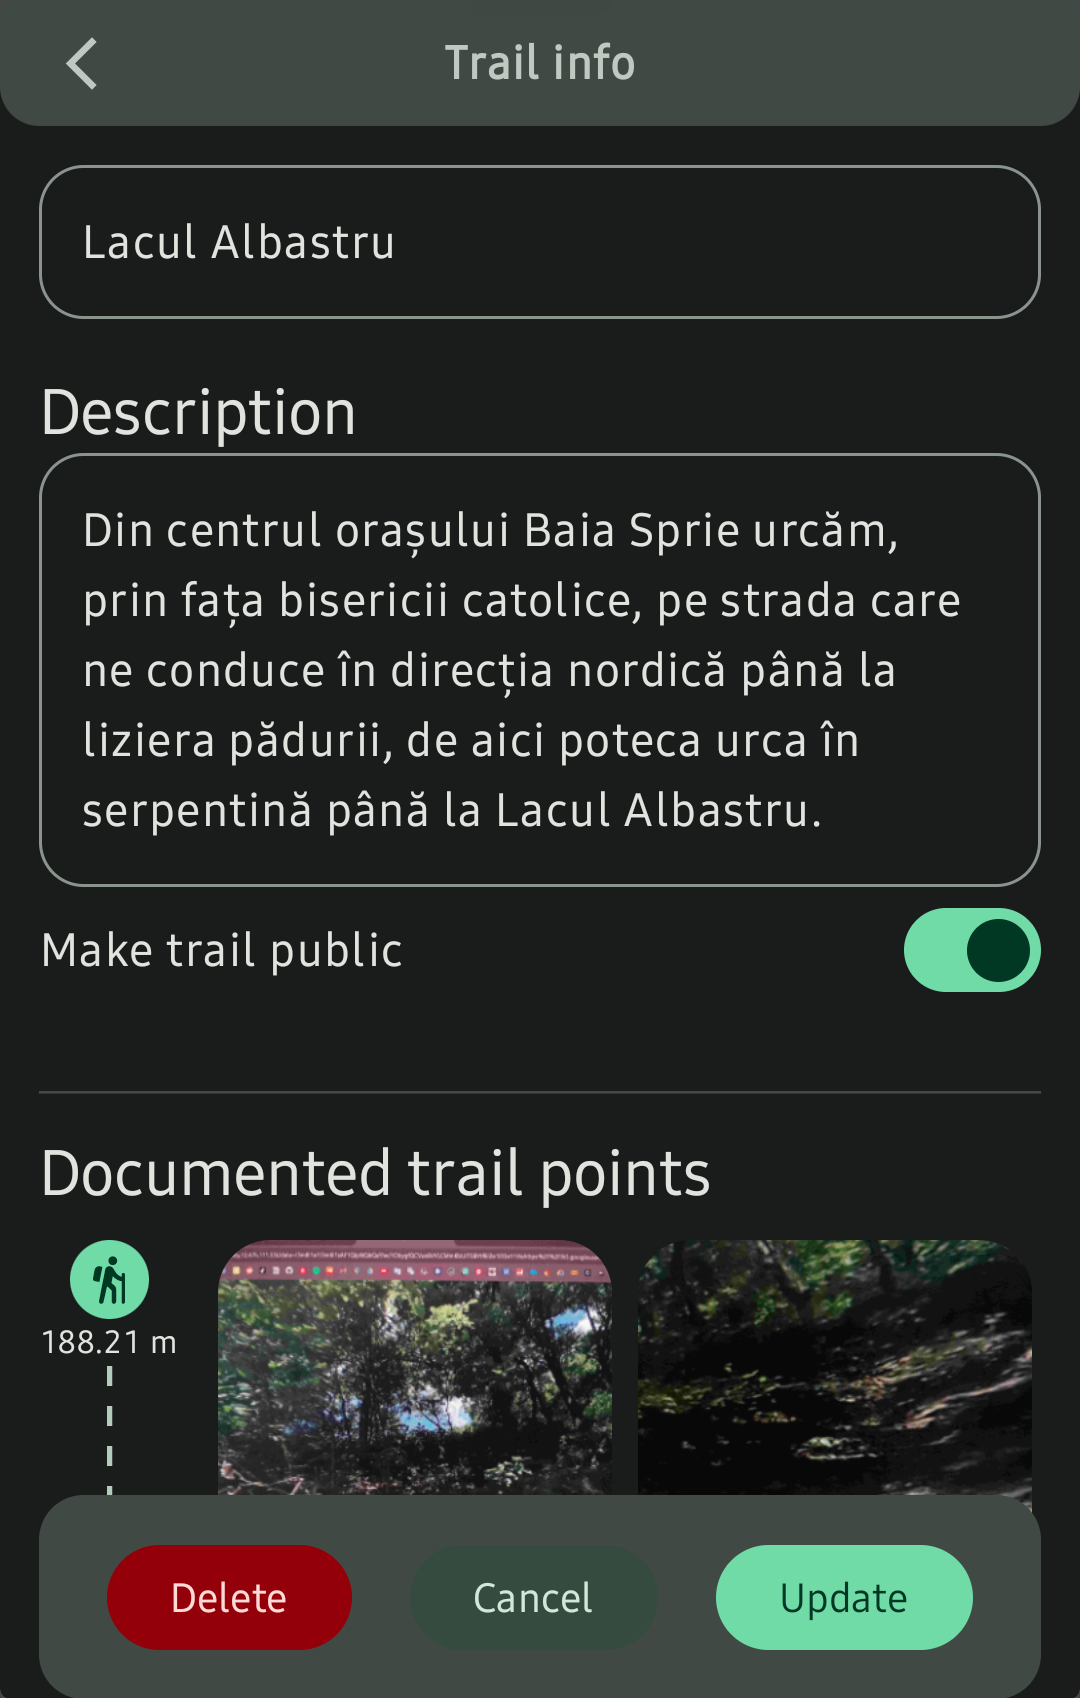 Trail info
Lacul Albastru
Description
Din centrul orașului Baia Sprie urcăm,
prin fața bisericii catolice, pe strada care
ne conduce în direcția nordică până la
liziera pădurii, de aici poteca urca în
serpentină până la Lacul Albastru.
Make trail public
Documented trail points
188.21 m
Delete
Cancel
Update